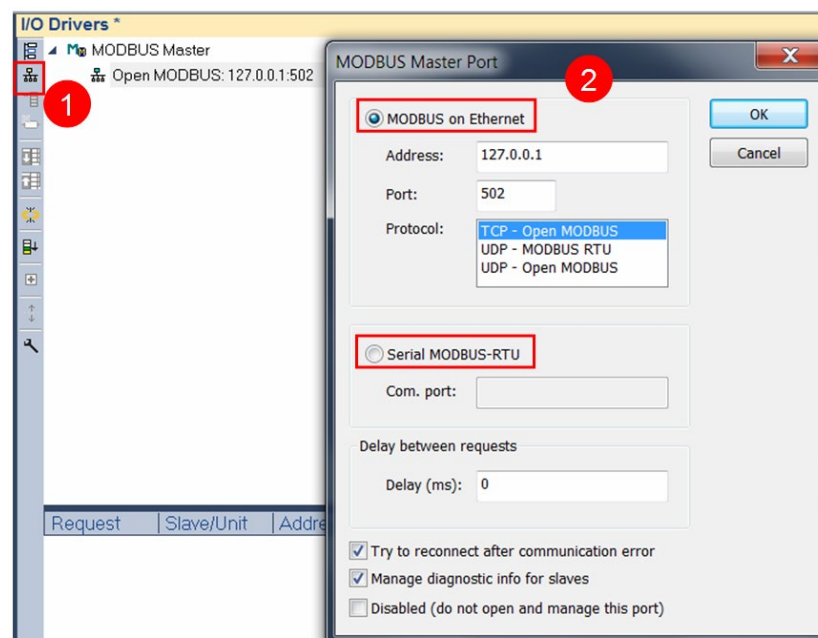 I/O Drivers *
MODBUS Master
Open MODBUS: 127.0.0.1:502
1
Request Slave/Unit
MODBUS Master Port
2
MODBUS on Ethernet
Address: 127.0.0.1
Port: 502
Protocol: TCP - Open MODBUS
UDP - MODBUS RTU
UDP - Open MODBUS
Serial MODBUS-RTU
Com. port:
Delay between requests
Delay (ms): 0
Try to reconnect after communication error
Manage diagnostic info for slaves
Disabled (do not open and manage this port)
OK
Cancel